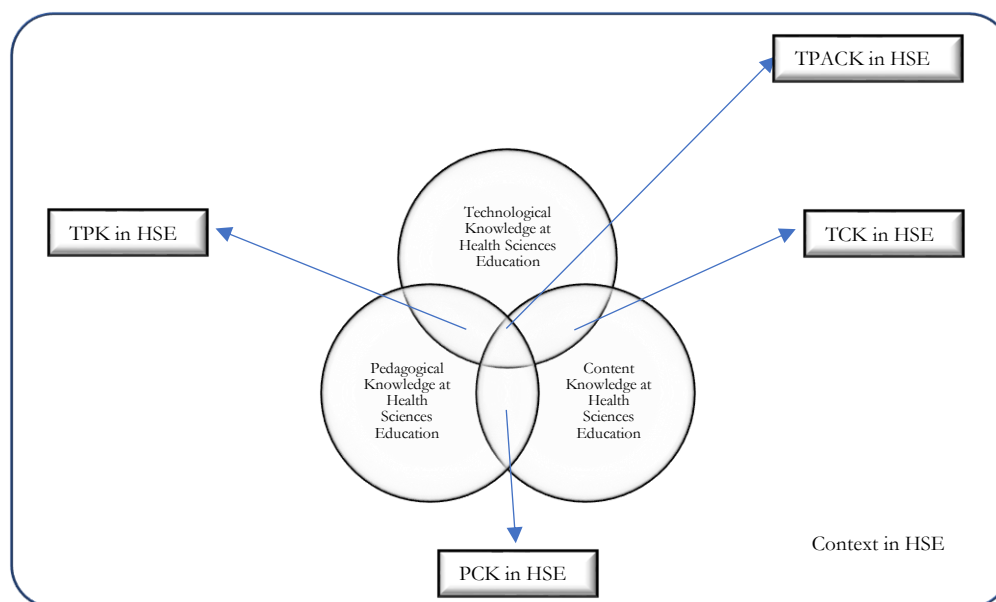 TPACK in HSE
Technological
Knowledge at
Health Sciences
Education
TPK in HSE
TCK in HSE
Pedagogical
Knowledge at
Health
Sciences
Education
Content
Knowledge at
Health
Sciences
Education
Context in HSE
PCK in HSE